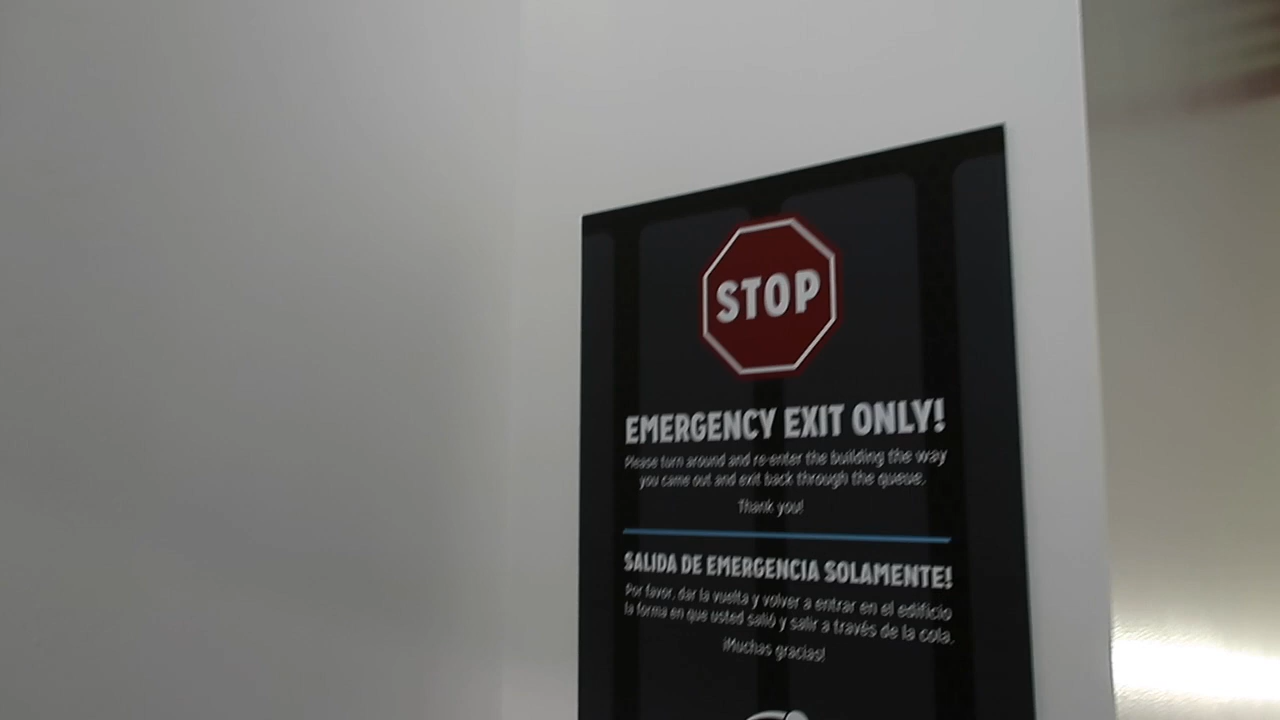 STOP
EMERGENCY EXIT ONLY!
Please turn around and re-enter the building the way
you came out and exit back through the queue.
Thank you!
SALIDA DE EMERGENCIA SOLAMENTE!
Por favor, dar la vuelta y volver a entrar en el edificio
la forma en que usted salió y salir a través de la cola.
¡Muchas gracias!